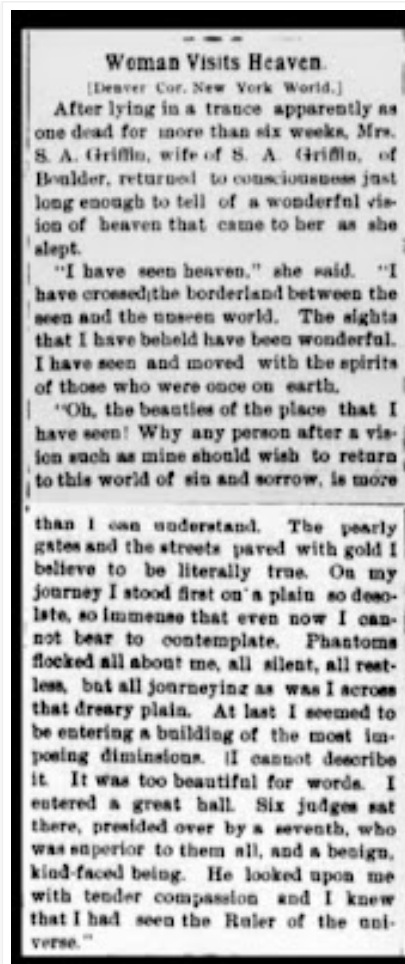 Woman Visits Heaven.
[Denver Cor. New York World.]
After lying in a trance apparently as
one dead for more than six weeks, Mrs.
S. A. Griffin, wife of S. A. Griffin, of
Boulder, returned to consciousness just
long enough to tell of a wonderful vis-
ion of heaven that came to her as she
slept.
"I have seen heaven," she said. "I
have crossed the borderland between the
seen and the unseen world. The sights
that I have beheld have been wonderful.
I have seen and moved with the spirits
of those who were once on earth.
"Oh, the beauties of the place that I
have seen! Why any person after a vis-
ion such as mine should wish to return
to this world of sin and sorrow, is more
than I can understand. The pearly
gates and the streets paved with gold I
believe to be literally true. On my
journey I stood first on a plain so deso-
late, so immense that even now I can-
not bear to contemplate. Phantoms
flocked all about me, all silent, all rest-
less, but all journeying as was I across
that dreary plain. At last I seemed to
be entering a building of the most im-
posing diminsions. I cannot describe
it. It was too beautiful for words. I
entered a great hall. Six judges sat
there, presided over by a seventh, who
was superior to them all, and a benign,
kind-faced being. He looked upon me
with tender compassion and I knew
that I had seen the Ruler of the uni-
verse."